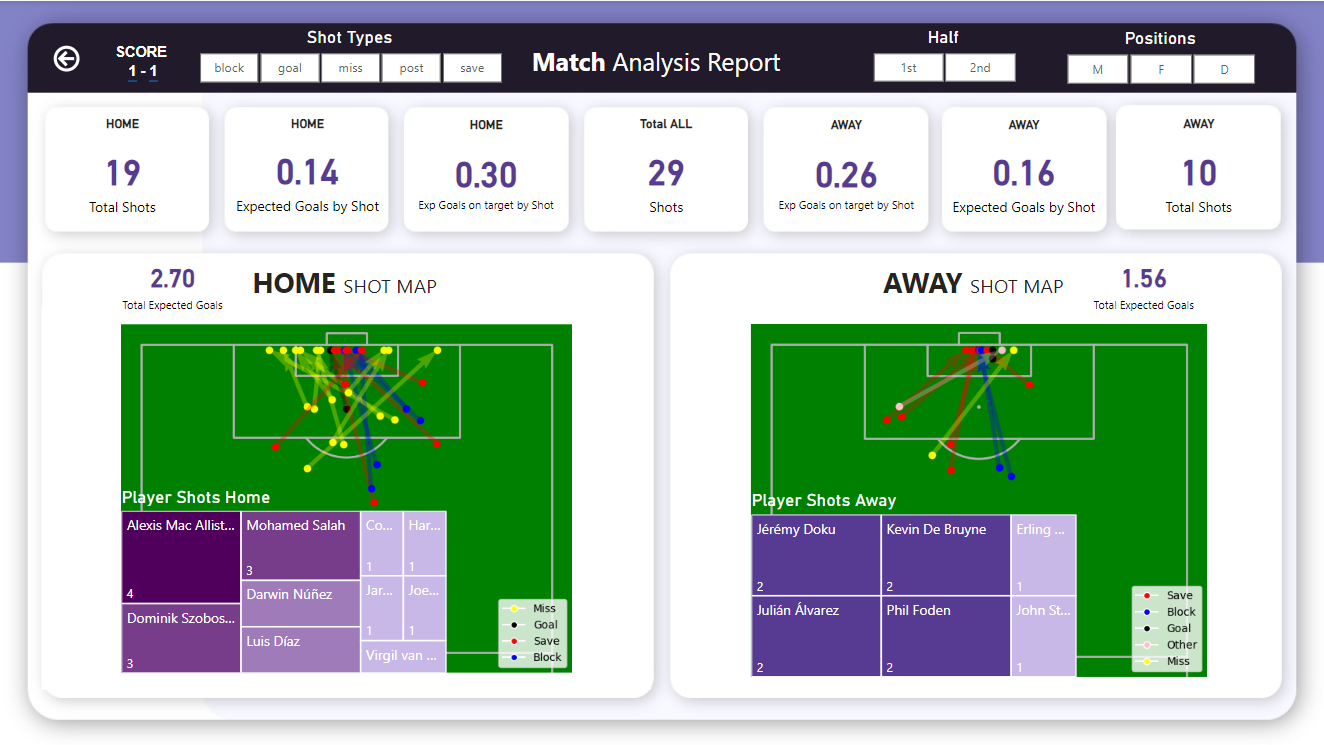 SCORE
1 - 1
Shot Types
block goal miss post save
Match Analysis Report
Half
1st 2nd
Positions
M F D
HOME
19
Total Shots
HOME
0.14
Expected Goals by Shot
HOME
0.30
Exp Goals on target by Shot
Total ALL
29
Shots
AWAY
0.26
Exp Goals on target by Shot
AWAY
0.16
Expected Goals by Shot
AWAY
10
Total Shots
2.70
Total Expected Goals
HOME SHOT MAP
Player Shots Home
Alexis Mac Allist...
4
Dominik Szobos...
3
Mohamed Salah
3
Darwin Núñez
Luis Díaz
Co...
1
Har...
1
Jar...
1
Joe...
1
Virgil van ...
Miss
Goal
Save
Block
AWAY SHOT MAP
1.56
Total Expected Goals
Player Shots Away
Jérémy Doku
2
Kevin De Bruyne
2
Erling ...
1
Julián Álvarez
2
Phil Foden
2
John St...
1
Save
Block
Goal
Other
Miss